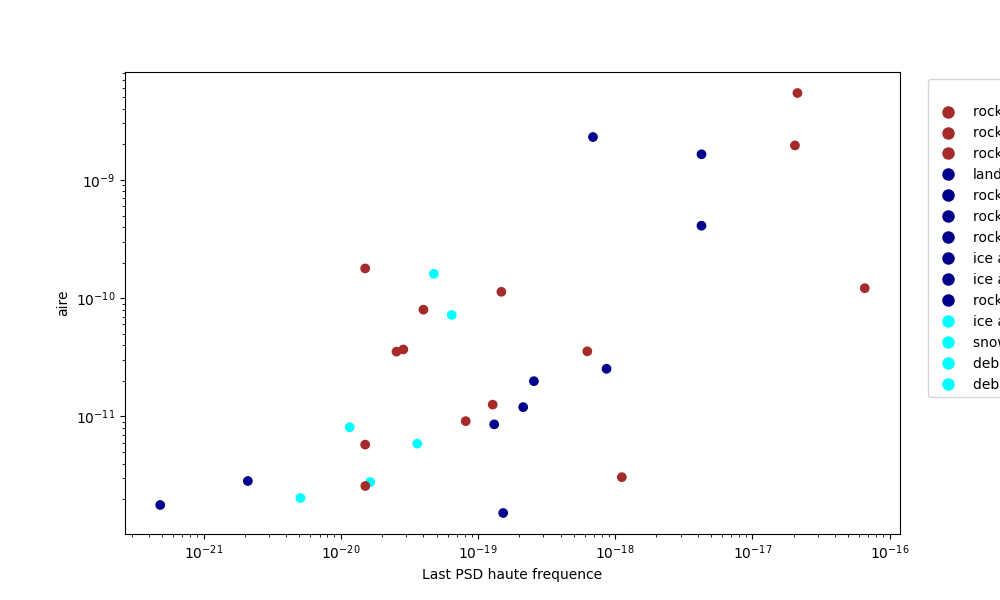 aire
10⁻⁹
10⁻¹⁰
10⁻¹¹
10⁻²¹ 10⁻²⁰ 10⁻¹⁹ 10⁻¹⁸ 10⁻¹⁷ 10⁻¹⁶
Last PSD haute frequence
rock
rock
rock
land
rock
rock
rock
ice a
ice a
rock
ice a
snow
deb
deb